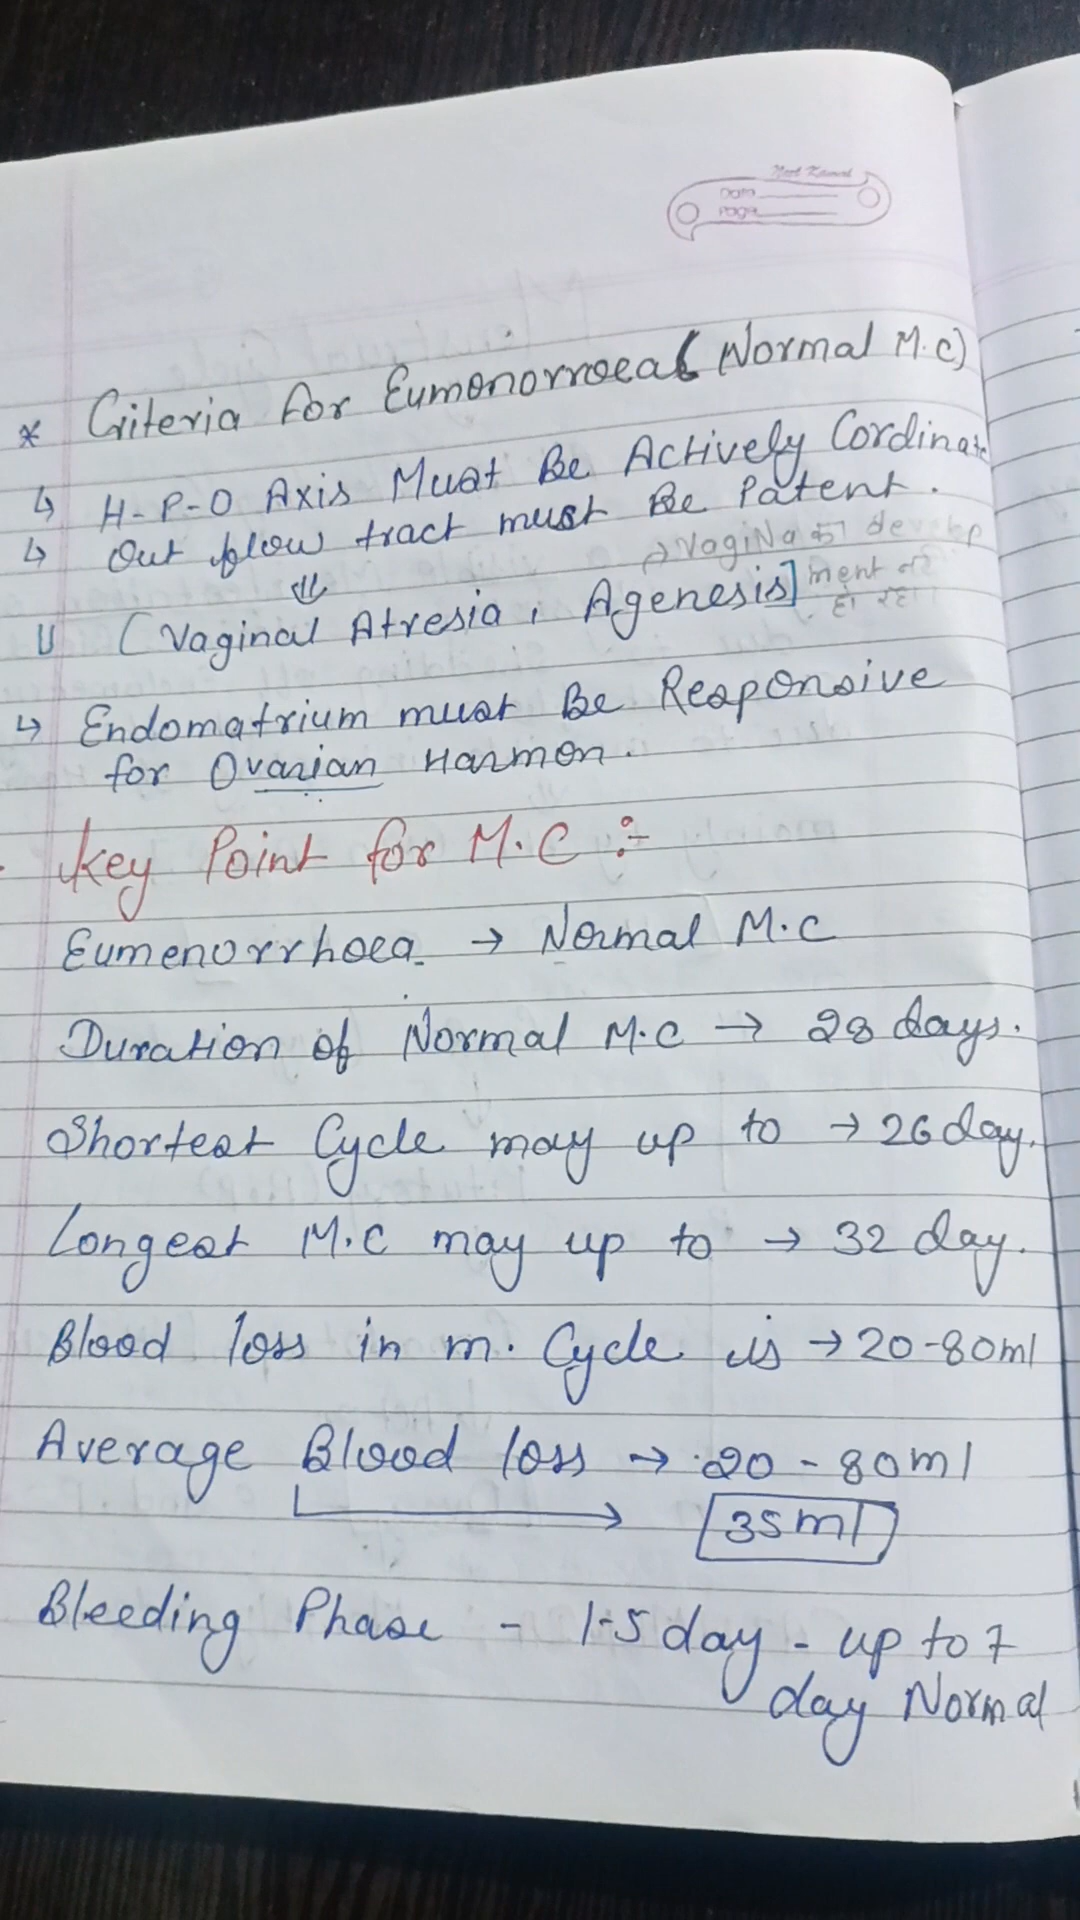 Neel Kamal
Date
Page
* Criteria for Eumonorroea (Normal M.C)
↳ H-P-O Axis Must Be Actively Cordinate
↳ Out flow tract must Be Patent.
→ Vagina का develop
⇓
ment नहीं
( Vaginal Atresia, Agenesis]
हो रहा
↳ Endomatrium must Be Responsive
for Ovarian Harmon.
Key Point for M.C :-
Eumenorrhoea → Normal M.C
Duration of Normal M.C → 28 days.
Shortest Cycle may up to → 26 day.
Longest M.C may up to → 32 day.
Blood loss in m. Cycle is → 20-80ml
Average Blood loss → 20 - 80ml
35ml
Bleeding Phase - 1-5 day - up to 7
day Normal